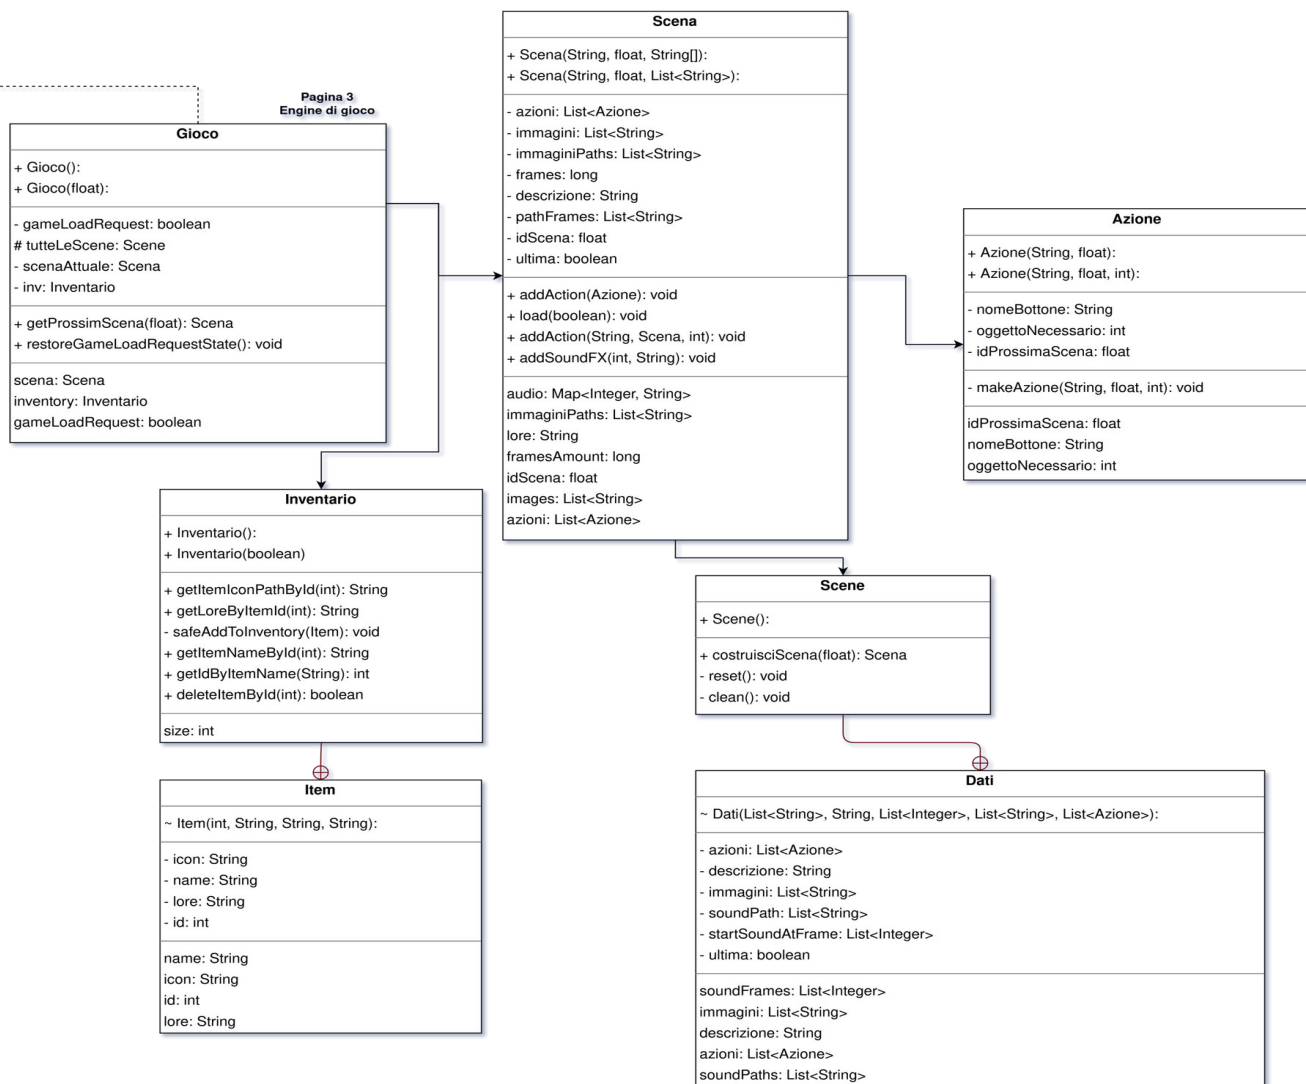 Pagina 3
Engine di gioco
Gioco
+ Gioco():
+ Gioco(float):
- gameLoadRequest: boolean
# tutteLeScene: Scene
- scenaAttuale: Scena
- inv: Inventario
+ getProssimScena(float): Scena
+ restoreGameLoadRequestState(): void
scena: Scena
inventory: Inventario
gameLoadRequest: boolean
Scena
+ Scena(String, float, String[]):
+ Scena(String, float, List<String>):
- azioni: List<Azione>
- immagini: List<String>
- immaginiPaths: List<String>
- frames: long
- descrizione: String
- pathFrames: List<String>
- idScena: float
- ultima: boolean
+ addAction(Azione): void
+ load(boolean): void
+ addAction(String, Scena, int): void
+ addSoundFX(int, String): void
audio: Map<Integer, String>
immaginiPaths: List<String>
lore: String
framesAmount: long
idScena: float
images: List<String>
azioni: List<Azione>
Azione
+ Azione(String, float):
+ Azione(String, float, int):
- nomeBottone: String
- oggettoNecessario: int
- idProssimaScena: float
- makeAzione(String, float, int): void
idProssimaScena: float
nomeBottone: String
oggettoNecessario: int
Inventario
+ Inventario():
+ Inventario(boolean)
+ getItemIconPathById(int): String
+ getLoreByItemId(int): String
- safeAddToInventory(Item): void
+ getItemNameById(int): String
+ getIdByItemName(String): int
+ deleteItemById(int): boolean
size: int
Item
~ Item(int, String, String, String):
- icon: String
- name: String
- lore: String
- id: int
name: String
icon: String
id: int
lore: String
Scene
+ Scene():
+ costruisciScena(float): Scena
- reset(): void
- clean(): void
Dati
~ Dati(List<String>, String, List<Integer>, List<String>, List<Azione>):
- azioni: List<Azione>
- descrizione: String
- immagini: List<String>
- soundPath: List<String>
- startSoundAtFrame: List<Integer>
- ultima: boolean
soundFrames: List<Integer>
immagini: List<String>
descrizione: String
azioni: List<Azione>
soundPaths: List<String>